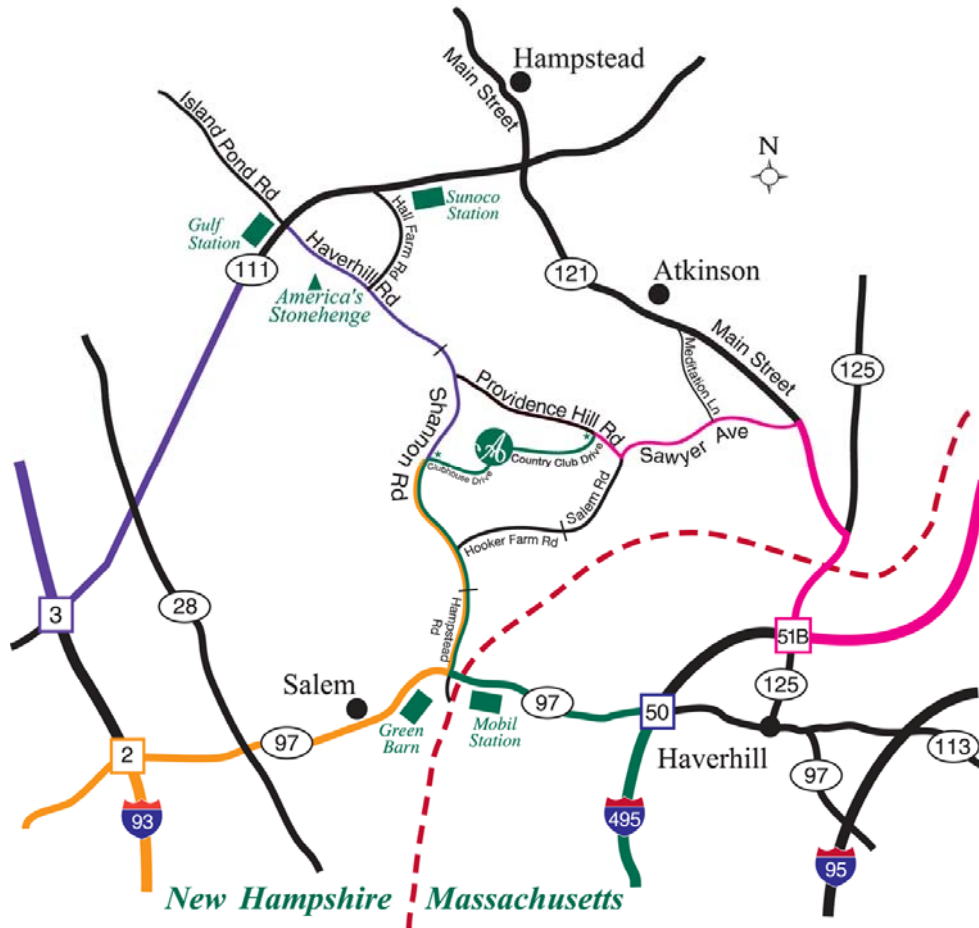 Hampstead
Main Street
Island Pond Rd
N
Sunoco
Station
Hall Farm Rd
Gulf
Station
Haverhill Rd
111
121
Atkinson
America's
Stonehenge
Main Street
125
Meditation Ln
Providence Hill Rd
Shannon Rd
Sawyer Ave
A
Country Club Drive
Clubhouse Drive
Salem Rd
Hooker Farm Rd
3
28
Hampstead
Rd
51B
Salem
125
97
50
Green
Barn
Mobil
Station
97
2
Haverhill
113
97
93
495
95
New Hampshire
Massachusetts